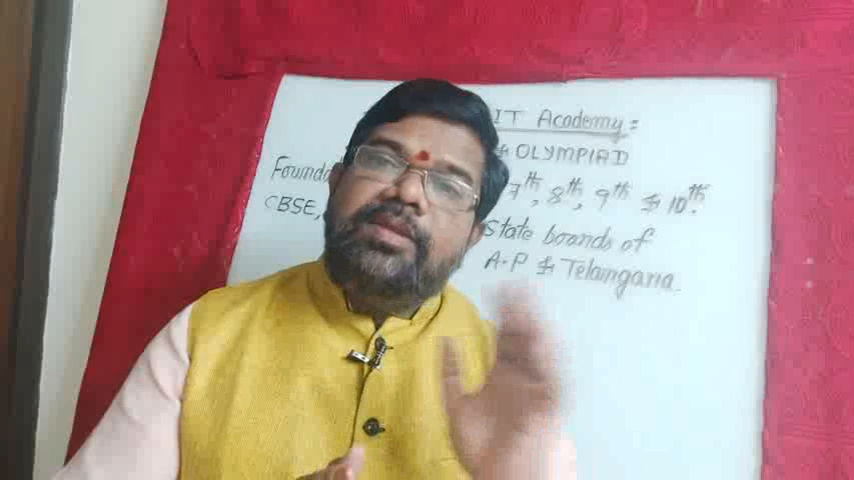 IT Academy:
& OLYMPIAD
Founda 7th, 8th, 9th & 10th.
CBSE, State boards of
A.P & Telangana.